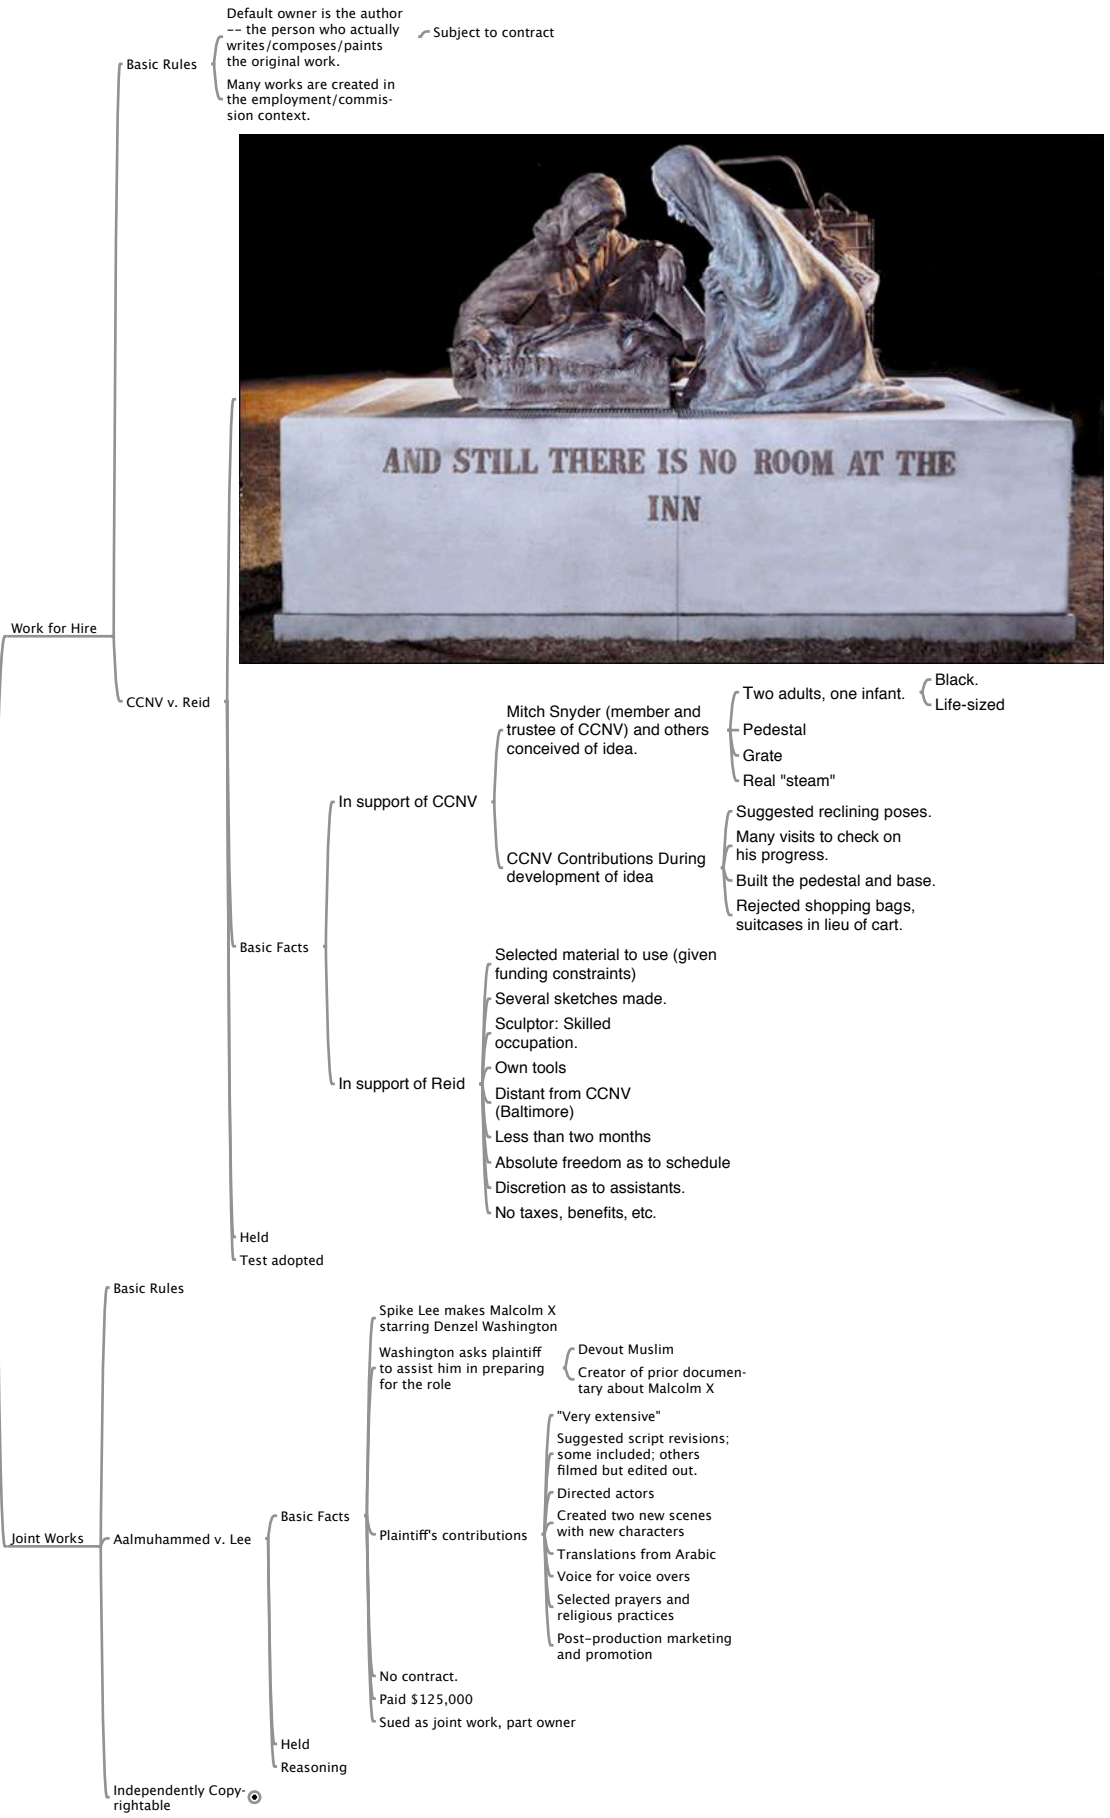 Default owner is the author
-- the person who actually
writes/composes/paints
the original work.
Subject to contract
Basic Rules
Many works are created in
the employment/commis-
sion context.
AND STILL THERE IS NO ROOM AT THE
INN
Work for Hire
CCNV v. Reid
Mitch Snyder (member and
trustee of CCNV) and others
conceived of idea.
Two adults, one infant.
Black.
Life-sized
Pedestal
Grate
Real "steam"
In support of CCNV
CCNV Contributions During
development of idea
Suggested reclining poses.
Many visits to check on
his progress.
Built the pedestal and base.
Rejected shopping bags,
suitcases in lieu of cart.
Basic Facts
In support of Reid
Selected material to use (given
funding constraints)
Several sketches made.
Sculptor: Skilled
occupation.
Own tools
Distant from CCNV
(Baltimore)
Less than two months
Absolute freedom as to schedule
Discretion as to assistants.
No taxes, benefits, etc.
Held
Test adopted
Joint Works
Basic Rules
Aalmuhammed v. Lee
Basic Facts
Spike Lee makes Malcolm X
starring Denzel Washington
Washington asks plaintiff
to assist him in preparing
for the role
Devout Muslim
Creator of prior documen-
tary about Malcolm X
Plaintiff's contributions
"Very extensive"
Suggested script revisions;
some included; others
filmed but edited out.
Directed actors
Created two new scenes
with new characters
Translations from Arabic
Voice for voice overs
Selected prayers and
religious practices
Post-production marketing
and promotion
No contract.
Paid $125,000
Sued as joint work, part owner
Held
Reasoning
Independently Copy-
rightable